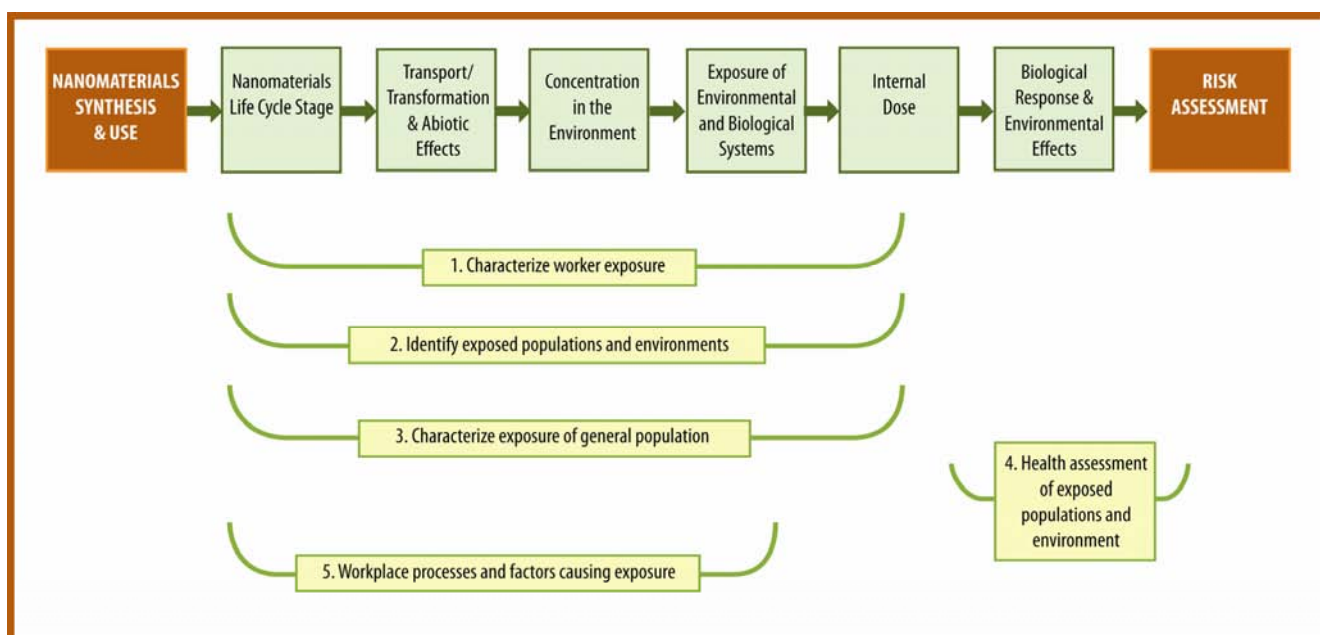 NANOMATERIALS
SYNTHESIS
& USE
Nanomaterials
Life Cycle Stage
Transport/
Transformation
& Abiotic
Effects
Concentration
in the
Environment
Exposure of
Environmental
and Biological
Systems
Internal
Dose
Biological
Response &
Environmental
Effects
RISK
ASSESSMENT
1. Characterize worker exposure
2. Identify exposed populations and environments
3. Characterize exposure of general population
4. Health assessment
of exposed
populations and
environment
5. Workplace processes and factors causing exposure